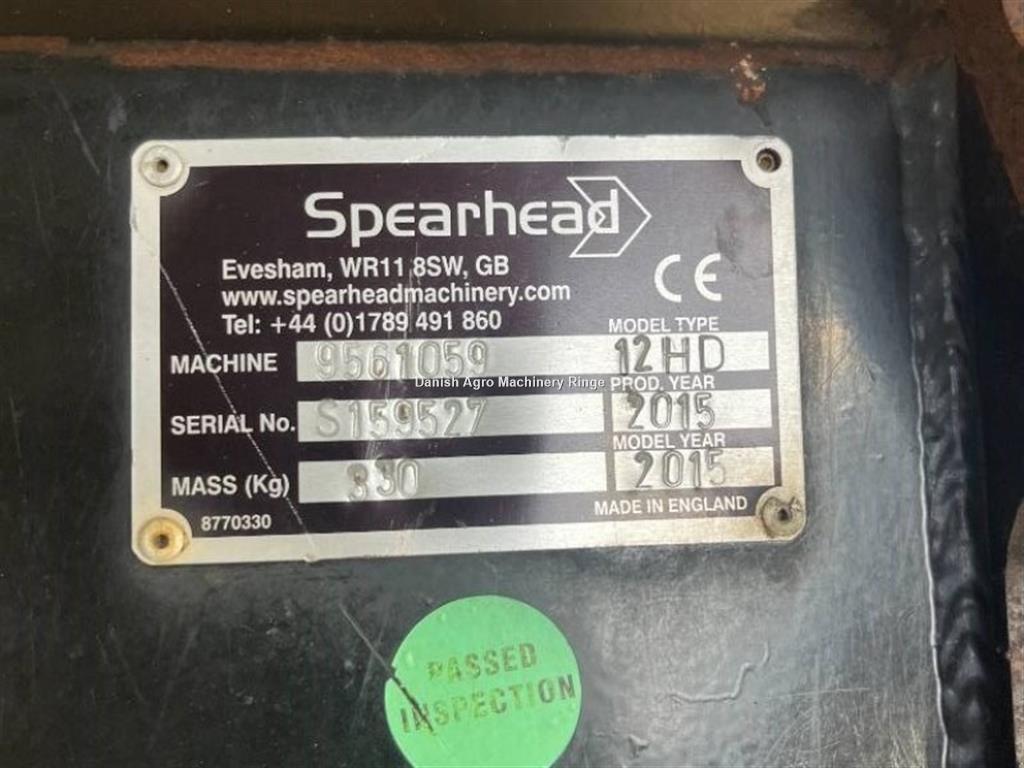 Spearhead
Evesham, WR11 8SW, GB
www.spearheadmachinery.com
Tel: +44 (0)1789 491 860
CE
MODEL TYPE
MACHINE 9561059 12HD
Danish Agro Machinery Ringe
PROD. YEAR
SERIAL No. S159527 2015
MODEL YEAR
MASS (Kg) 330 2015
8770330
MADE IN ENGLAND
PASSED
INSPECTION